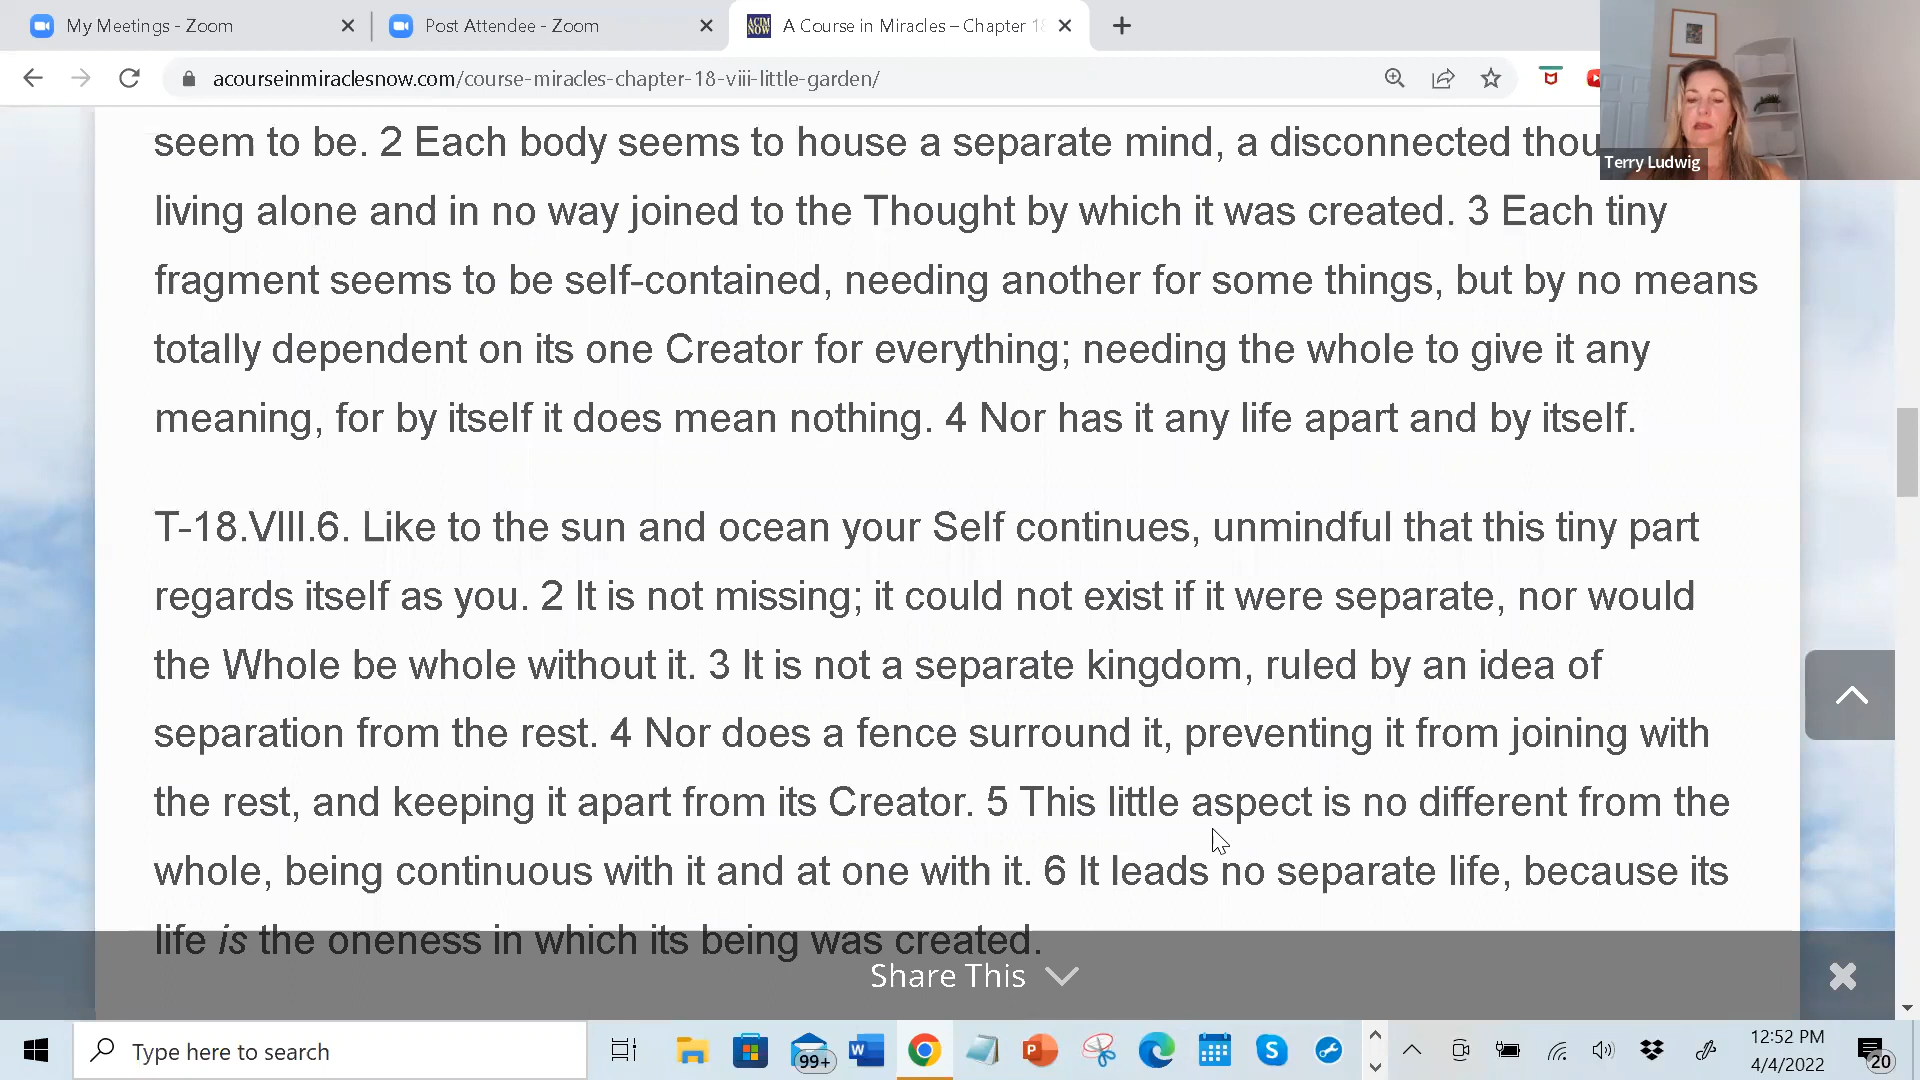 My Meetings - Zoom
Post Attendee - Zoom
ACIM NOW
A Course in Miracles – Chapter 18
acourseinmiraclesnow.com/course-miracles-chapter-18-viii-little-garden/
Terry Ludwig
seem to be. 2 Each body seems to house a separate mind, a disconnected
living alone and in no way joined to the Thought by which it was created. 3 Each tiny
fragment seems to be self-contained, needing another for some things, but by no means
totally dependent on its one Creator for everything; needing the whole to give it any
meaning, for by itself it does mean nothing. 4 Nor has it any life apart and by itself.
T-18.VIII.6. Like to the sun and ocean your Self continues, unmindful that this tiny part
regards itself as you. 2 It is not missing; it could not exist if it were separate, nor would
the Whole be whole without it. 3 It is not a separate kingdom, ruled by an idea of
separation from the rest. 4 Nor does a fence surround it, preventing it from joining with
the rest, and keeping it apart from its Creator. 5 This little aspect is no different from the
whole, being continuous with it and at one with it. 6 It leads no separate life, because its
life is the oneness in which its being was created.
Share This
Type here to search
99+
12:52 PM
4/4/2022
20